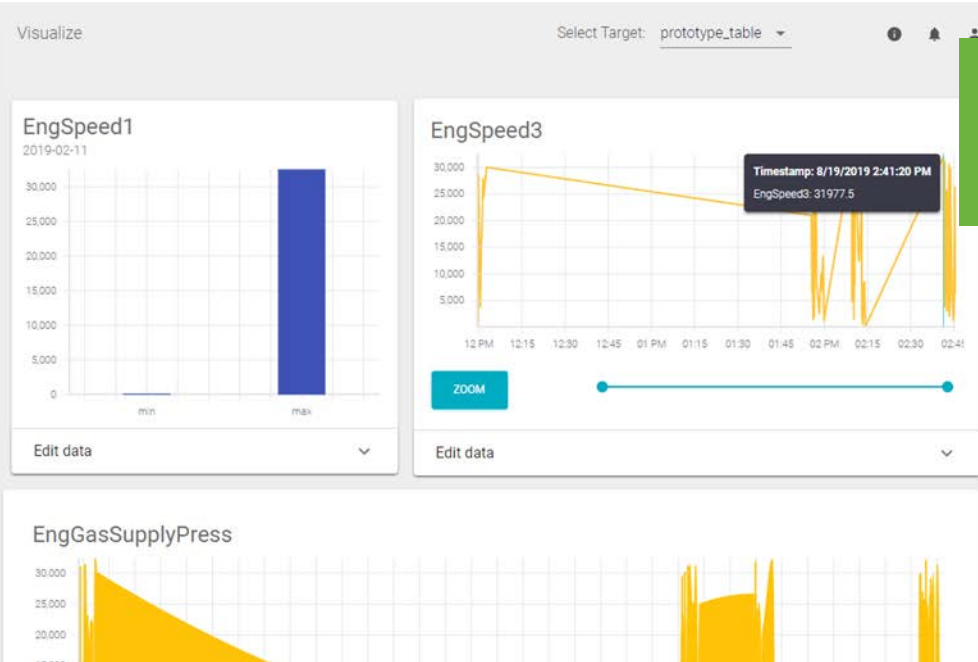 Visualize
Select Target: prototype_table
EngSpeed1
2019-02-11
30,000
25,000
20,000
15,000
10,000
5,000
0
min max
Edit data
EngSpeed3
30,000
25,000
20,000
15,000
10,000
5,000
Timestamp: 8/19/2019 2:41:20 PM
EngSpeed3: 31977.5
12 PM 12:15 12:30 12:45 01 PM 01:15 01:30 01:45 02 PM 02:15 02:30
ZOOM
Edit data
EngGasSupplyPress
30,000
25,000
20,000